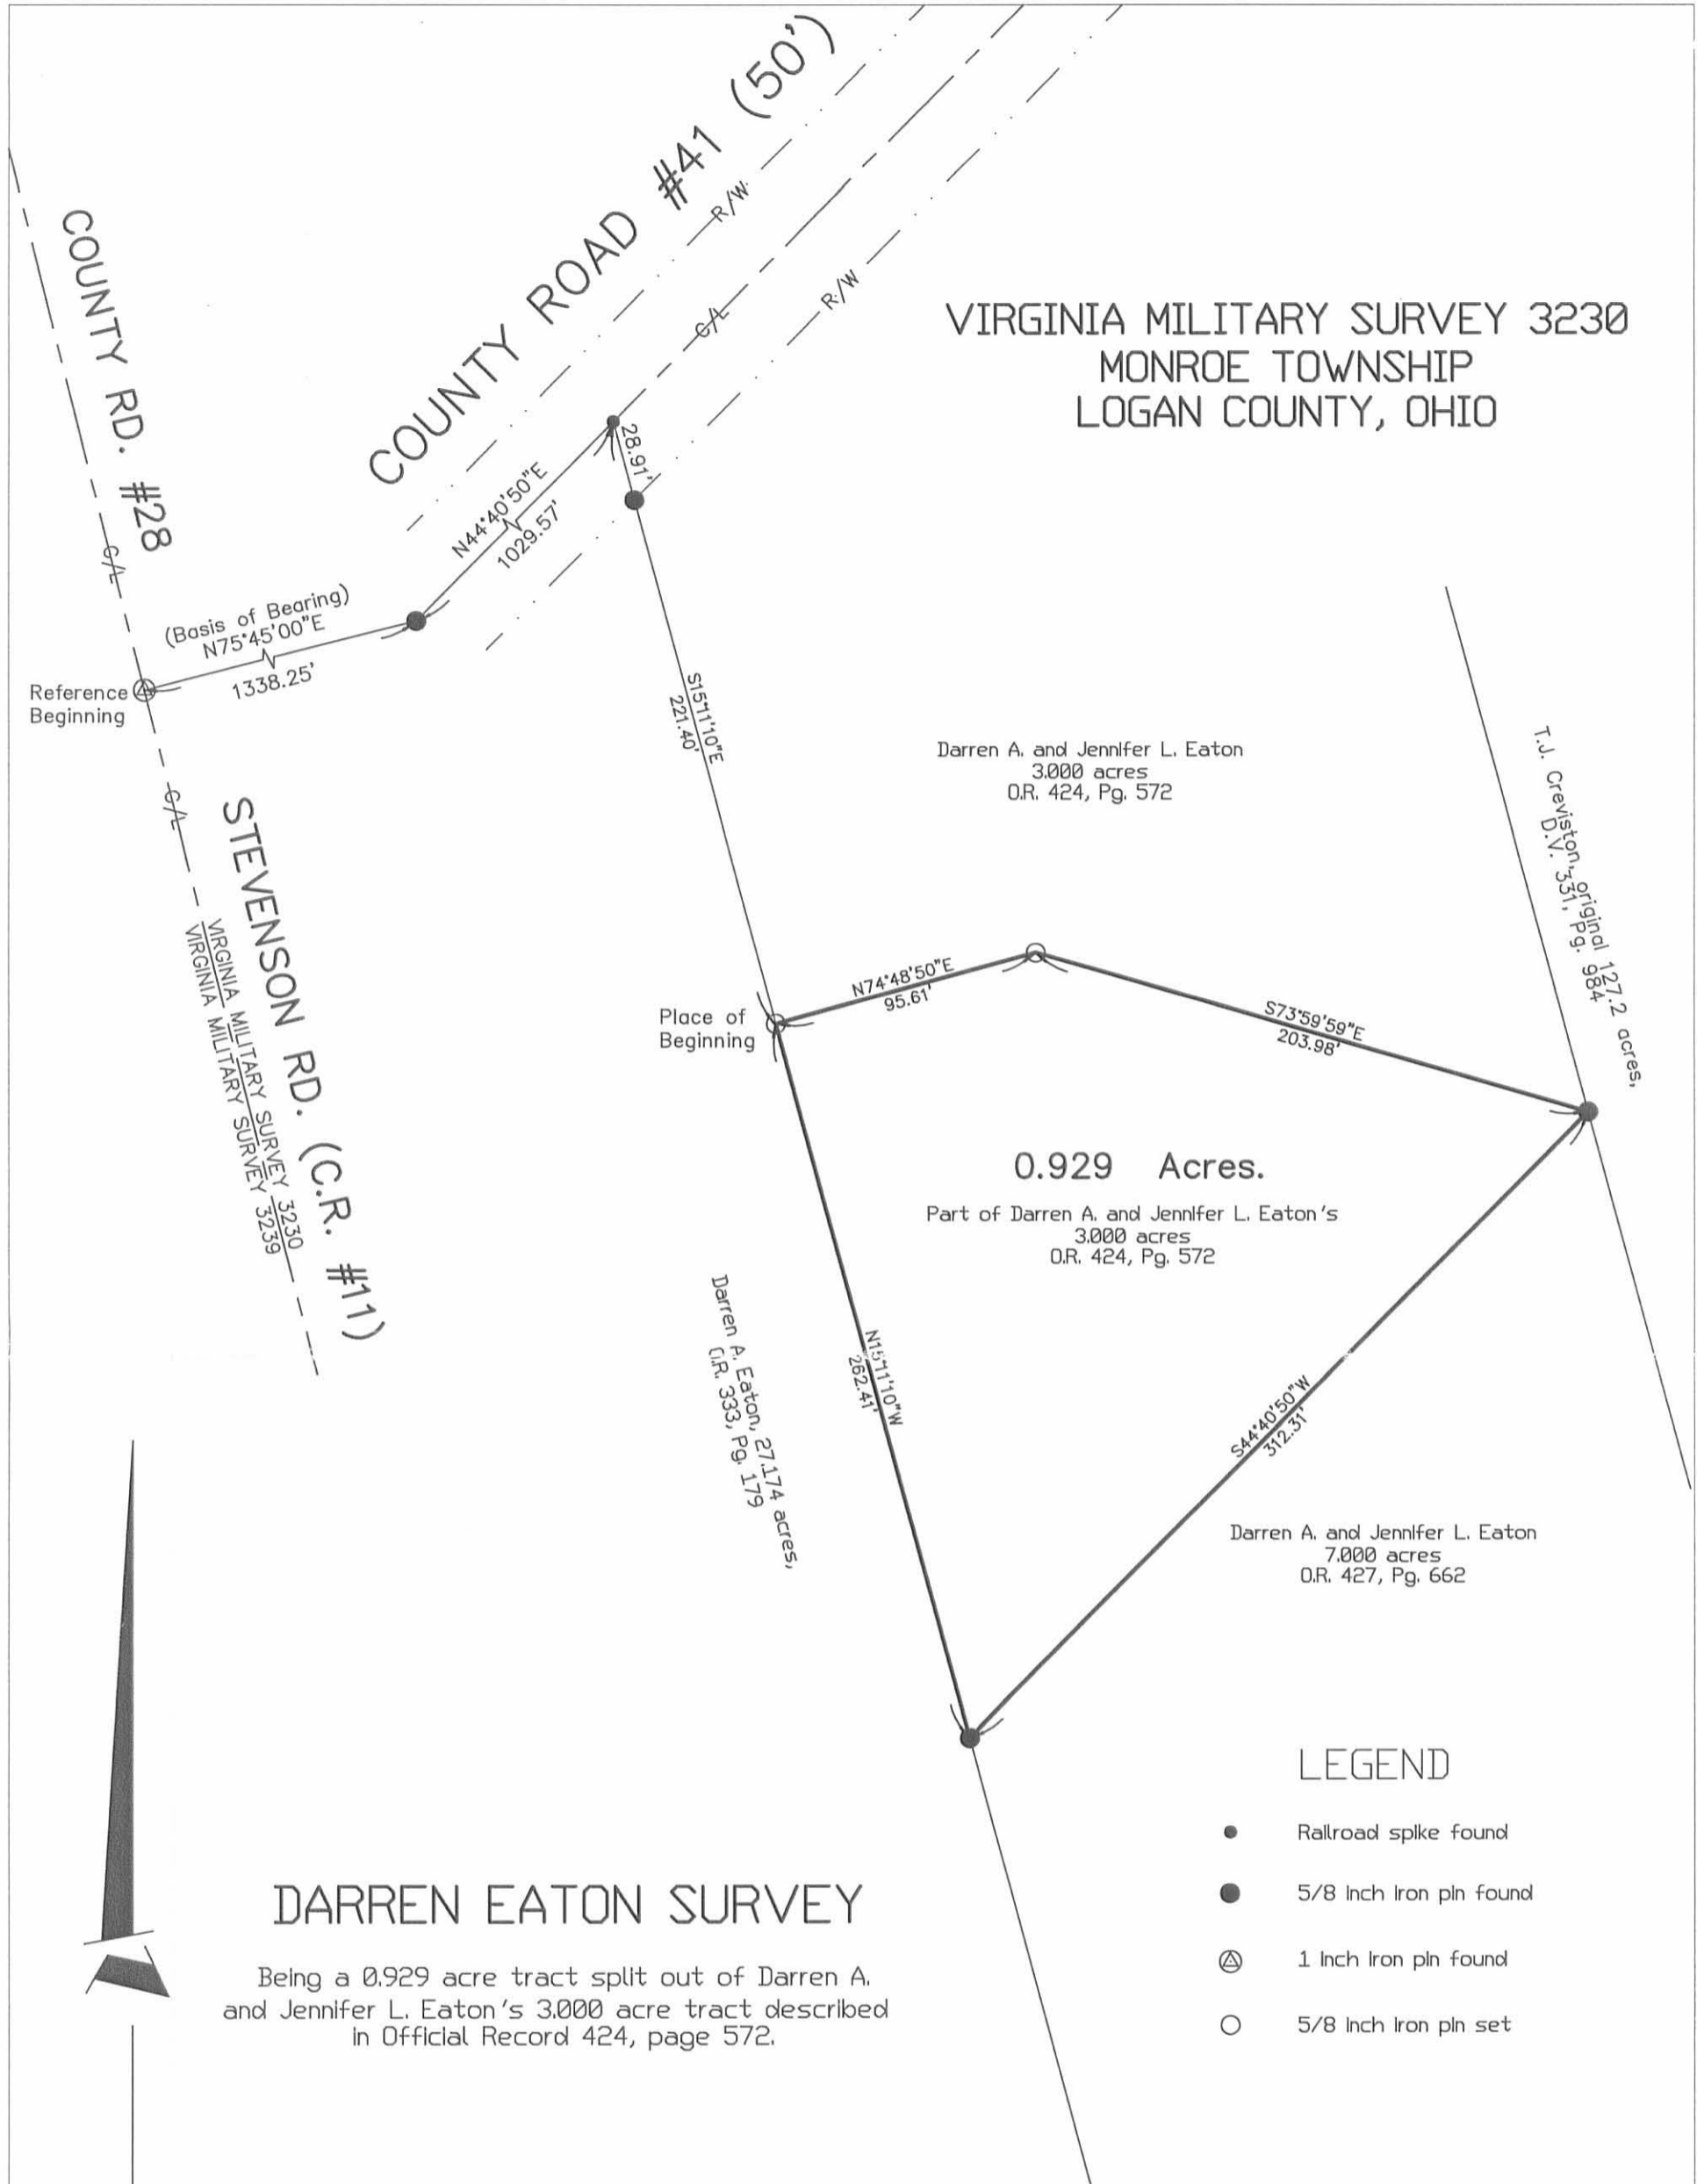 COUNTY ROAD #41 (50')
R/W
C/L
R/W
VIRGINIA MILITARY SURVEY 3230
MONROE TOWNSHIP
LOGAN COUNTY, OHIO
COUNTY RD. #28
C/L
28.91'
N44°40'50"E
1029.57'
(Basis of Bearing)
N75°45'00"E
1338.25'
Reference
Beginning
C/L
STEVENSON RD. (C.R. #11)
VIRGINIA MILITARY SURVEY 3230
VIRGINIA MILITARY SURVEY 3239
S15°11'10"E
221.40'
Darren A. and Jennifer L. Eaton
3.000 acres
O.R. 424, Pg. 572
T.J. Creviston, original 127.2 acres,
D.V. 331, Pg. 984
N74°48'50"E
95.61'
Place of
Beginning
S73°59'59"E
203.98'
0.929 Acres.
Part of Darren A. and Jennifer L. Eaton's
3.000 acres
O.R. 424, Pg. 572
Darren A. Eaton, 27.174 acres,
O.R. 333, Pg. 179
N15°11'10"W
262.41'
S44°40'50"W
312.31'
Darren A. and Jennifer L. Eaton
7.000 acres
O.R. 427, Pg. 662
LEGEND
Railroad spike found
5/8 Inch Iron pin found
1 Inch Iron pin found
5/8 Inch Iron pin set
DARREN EATON SURVEY
Being a 0.929 acre tract split out of Darren A.
and Jennifer L. Eaton's 3.000 acre tract described
in Official Record 424, page 572.